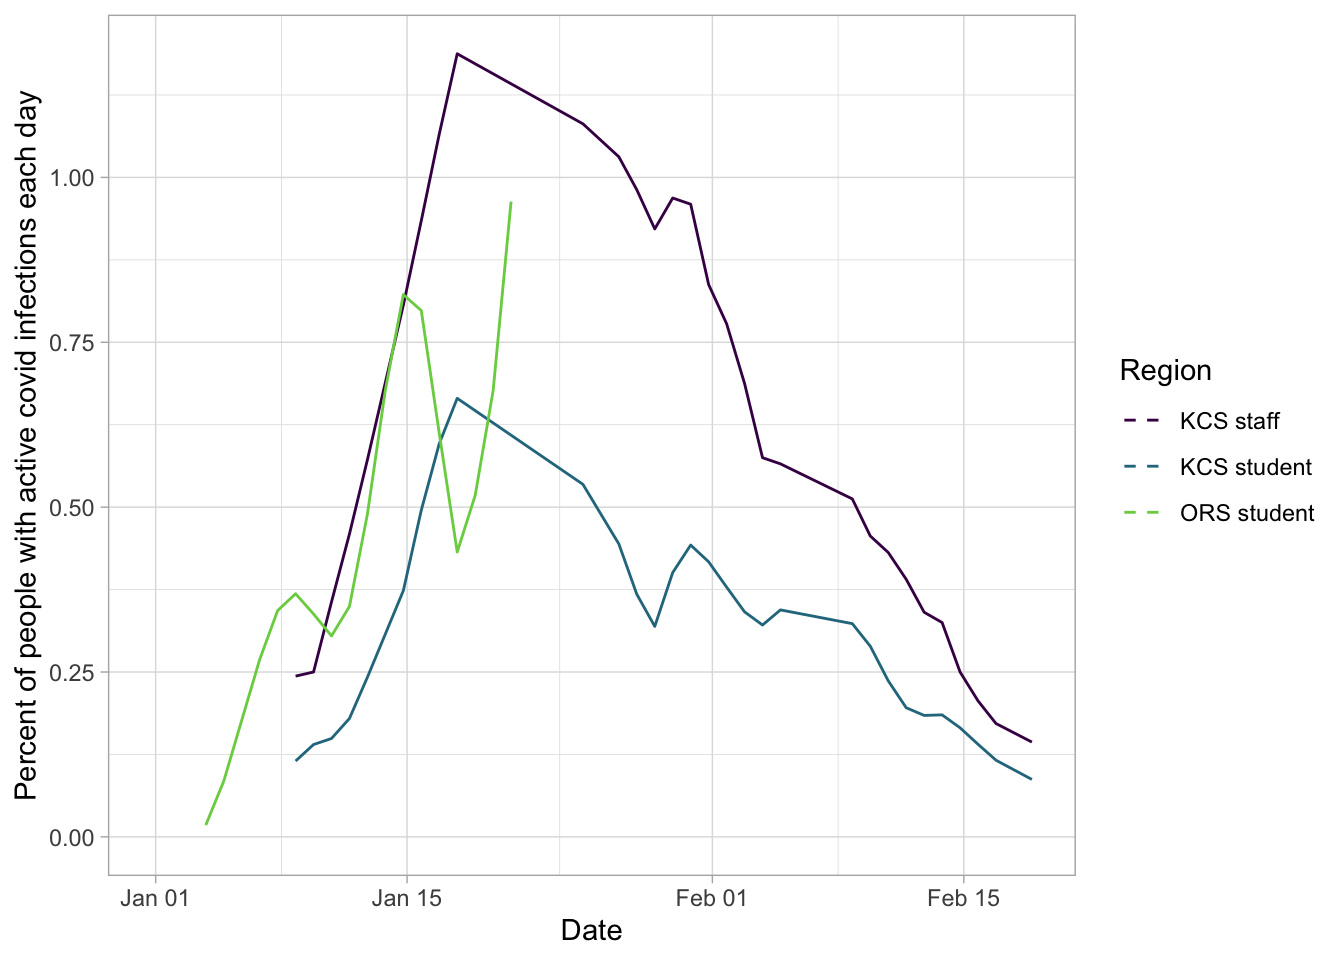 Percent of people with active covid infections each day
1.00
0.75
0.50
0.25
0.00
Jan 01
Jan 15
Feb 01
Feb 15
Date
Region
KCS staff
KCS student
ORS student